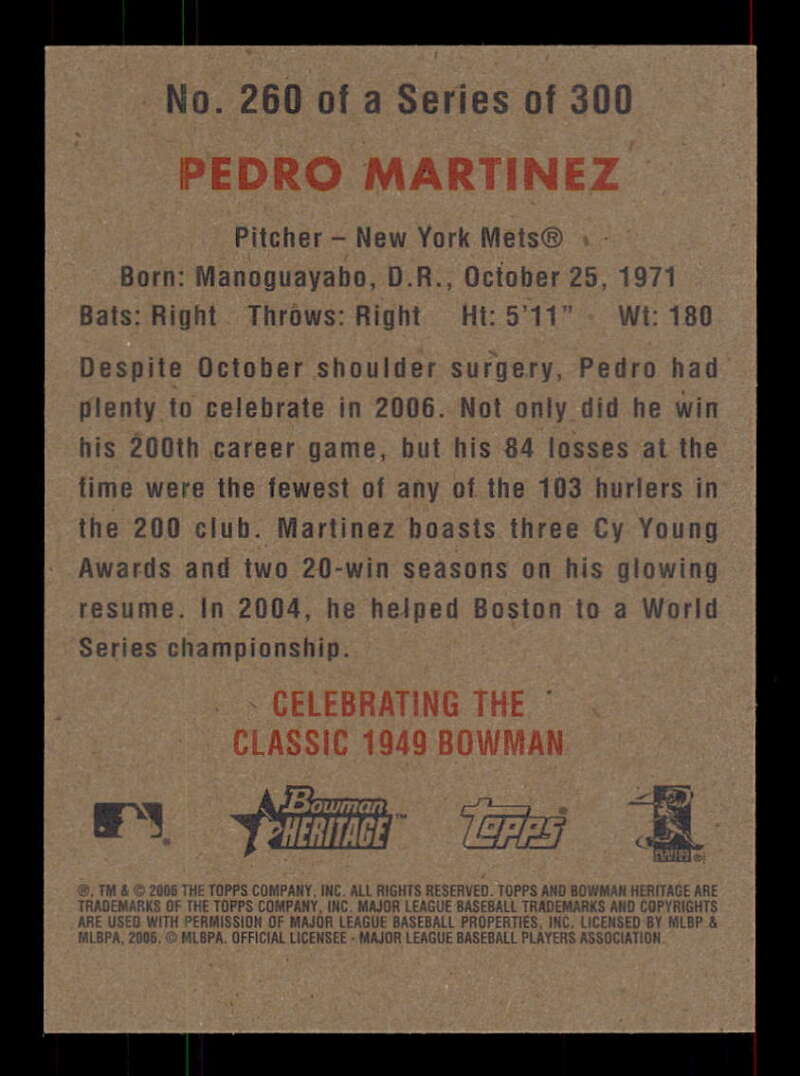 No. 260 of a Series of 300
PEDRO MARTINEZ
Pitcher – New York Mets®
Born: Manoguayabo, D.R., October 25, 1971
Bats: Right Throws: Right Ht: 5'11" Wt: 180
Despite October shoulder surgery, Pedro had
plenty to celebrate in 2006. Not only did he win
his 200th career game, but his 84 losses at the
time were the fewest of any of the 103 hurlers in
the 200 club. Martinez boasts three Cy Young
Awards and two 20-win seasons on his glowing
resume. In 2004, he helped Boston to a World
Series championship.
CELEBRATING THE
CLASSIC 1949 BOWMAN
Bowman HERITAGE™ Topps®
®, TM & © 2006 THE TOPPS COMPANY, INC. ALL RIGHTS RESERVED. TOPPS AND BOWMAN HERITAGE ARE
TRADEMARKS OF THE TOPPS COMPANY, INC. MAJOR LEAGUE BASEBALL TRADEMARKS AND COPYRIGHTS
ARE USED WITH PERMISSION OF MAJOR LEAGUE BASEBALL PROPERTIES, INC. LICENSED BY MLBP &
MLBPA, 2006. © MLBPA. OFFICIAL LICENSEE - MAJOR LEAGUE BASEBALL PLAYERS ASSOCIATION